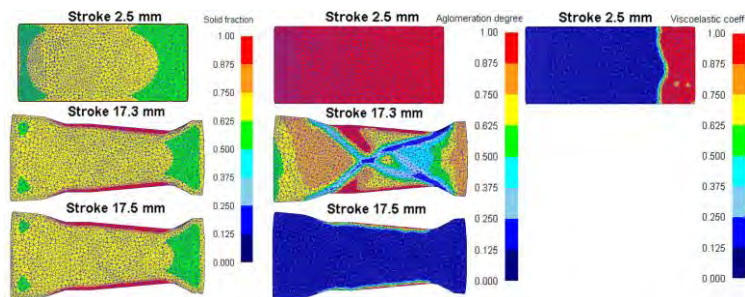 Stroke 2.5 mm
Solid fraction
1.00
0.875
0.750
0.625
0.500
0.375
0.250
0.125
0.000
Stroke 17.3 mm
Stroke 17.5 mm
Stroke 2.5 mm
Aglomeration degree
1.00
0.875
0.750
0.625
0.500
0.375
0.250
0.125
0.000
Stroke 17.3 mm
Stroke 17.5 mm
Stroke 2.5 mm
Viscoelastic coeff
1.00
0.875
0.750
0.625
0.500
0.375
0.250
0.125
0.000